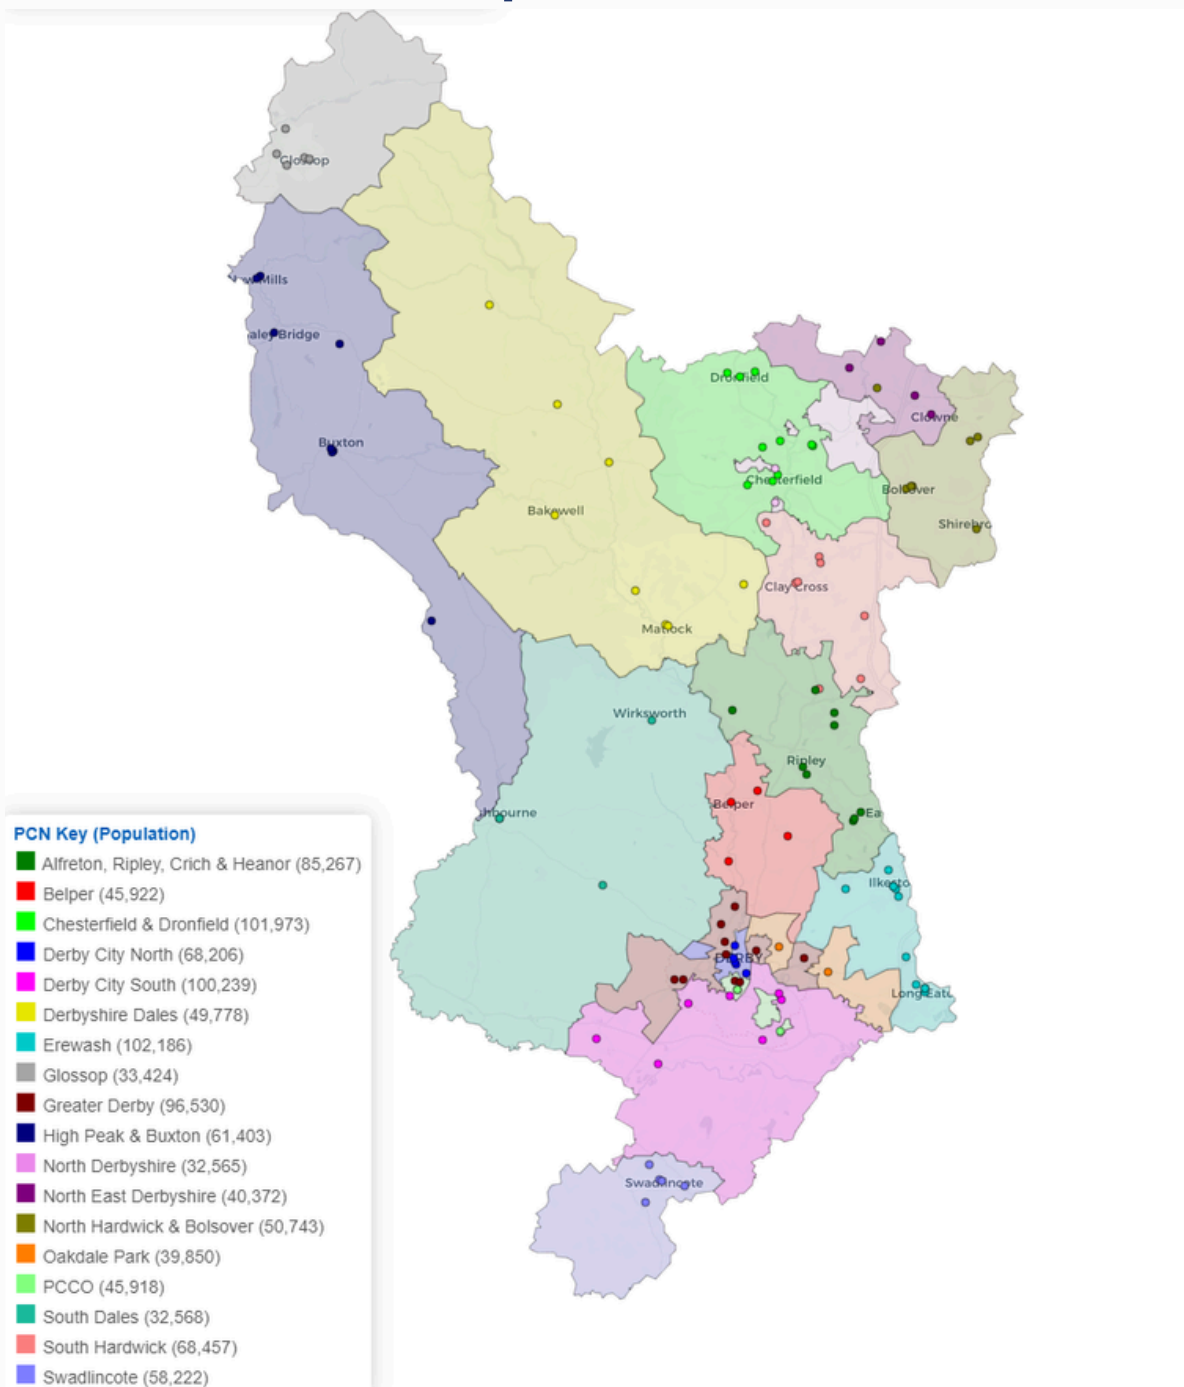 Glossop
New Mills
aley Bridge
Dronfield
Clowne
Buxton
Chesterfield
Bolsover
Bakewell
Shirebro
Clay Cross
Matlock
Wirksworth
Ripley
Belper
hbourne
Ea
Ilkesto
DERBY
Long Eato
Swadlincote
PCN Key (Population)
Alfreton, Ripley, Crich & Heanor (85,267)
Belper (45,922)
Chesterfield & Dronfield (101,973)
Derby City North (68,206)
Derby City South (100,239)
Derbyshire Dales (49,778)
Erewash (102,186)
Glossop (33,424)
Greater Derby (96,530)
High Peak & Buxton (61,403)
North Derbyshire (32,565)
North East Derbyshire (40,372)
North Hardwick & Bolsover (50,743)
Oakdale Park (39,850)
PCCO (45,918)
South Dales (32,568)
South Hardwick (68,457)
Swadlincote (58,222)